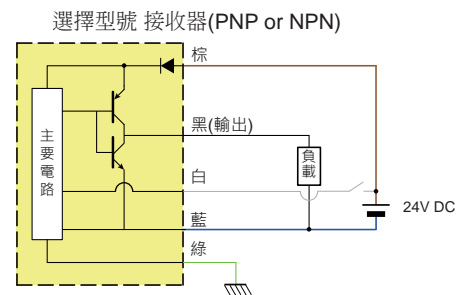 選擇型號 接收器(PNP or NPN)
棕
黑(輸出)
主要電路
負載
白
24V DC
藍
綠